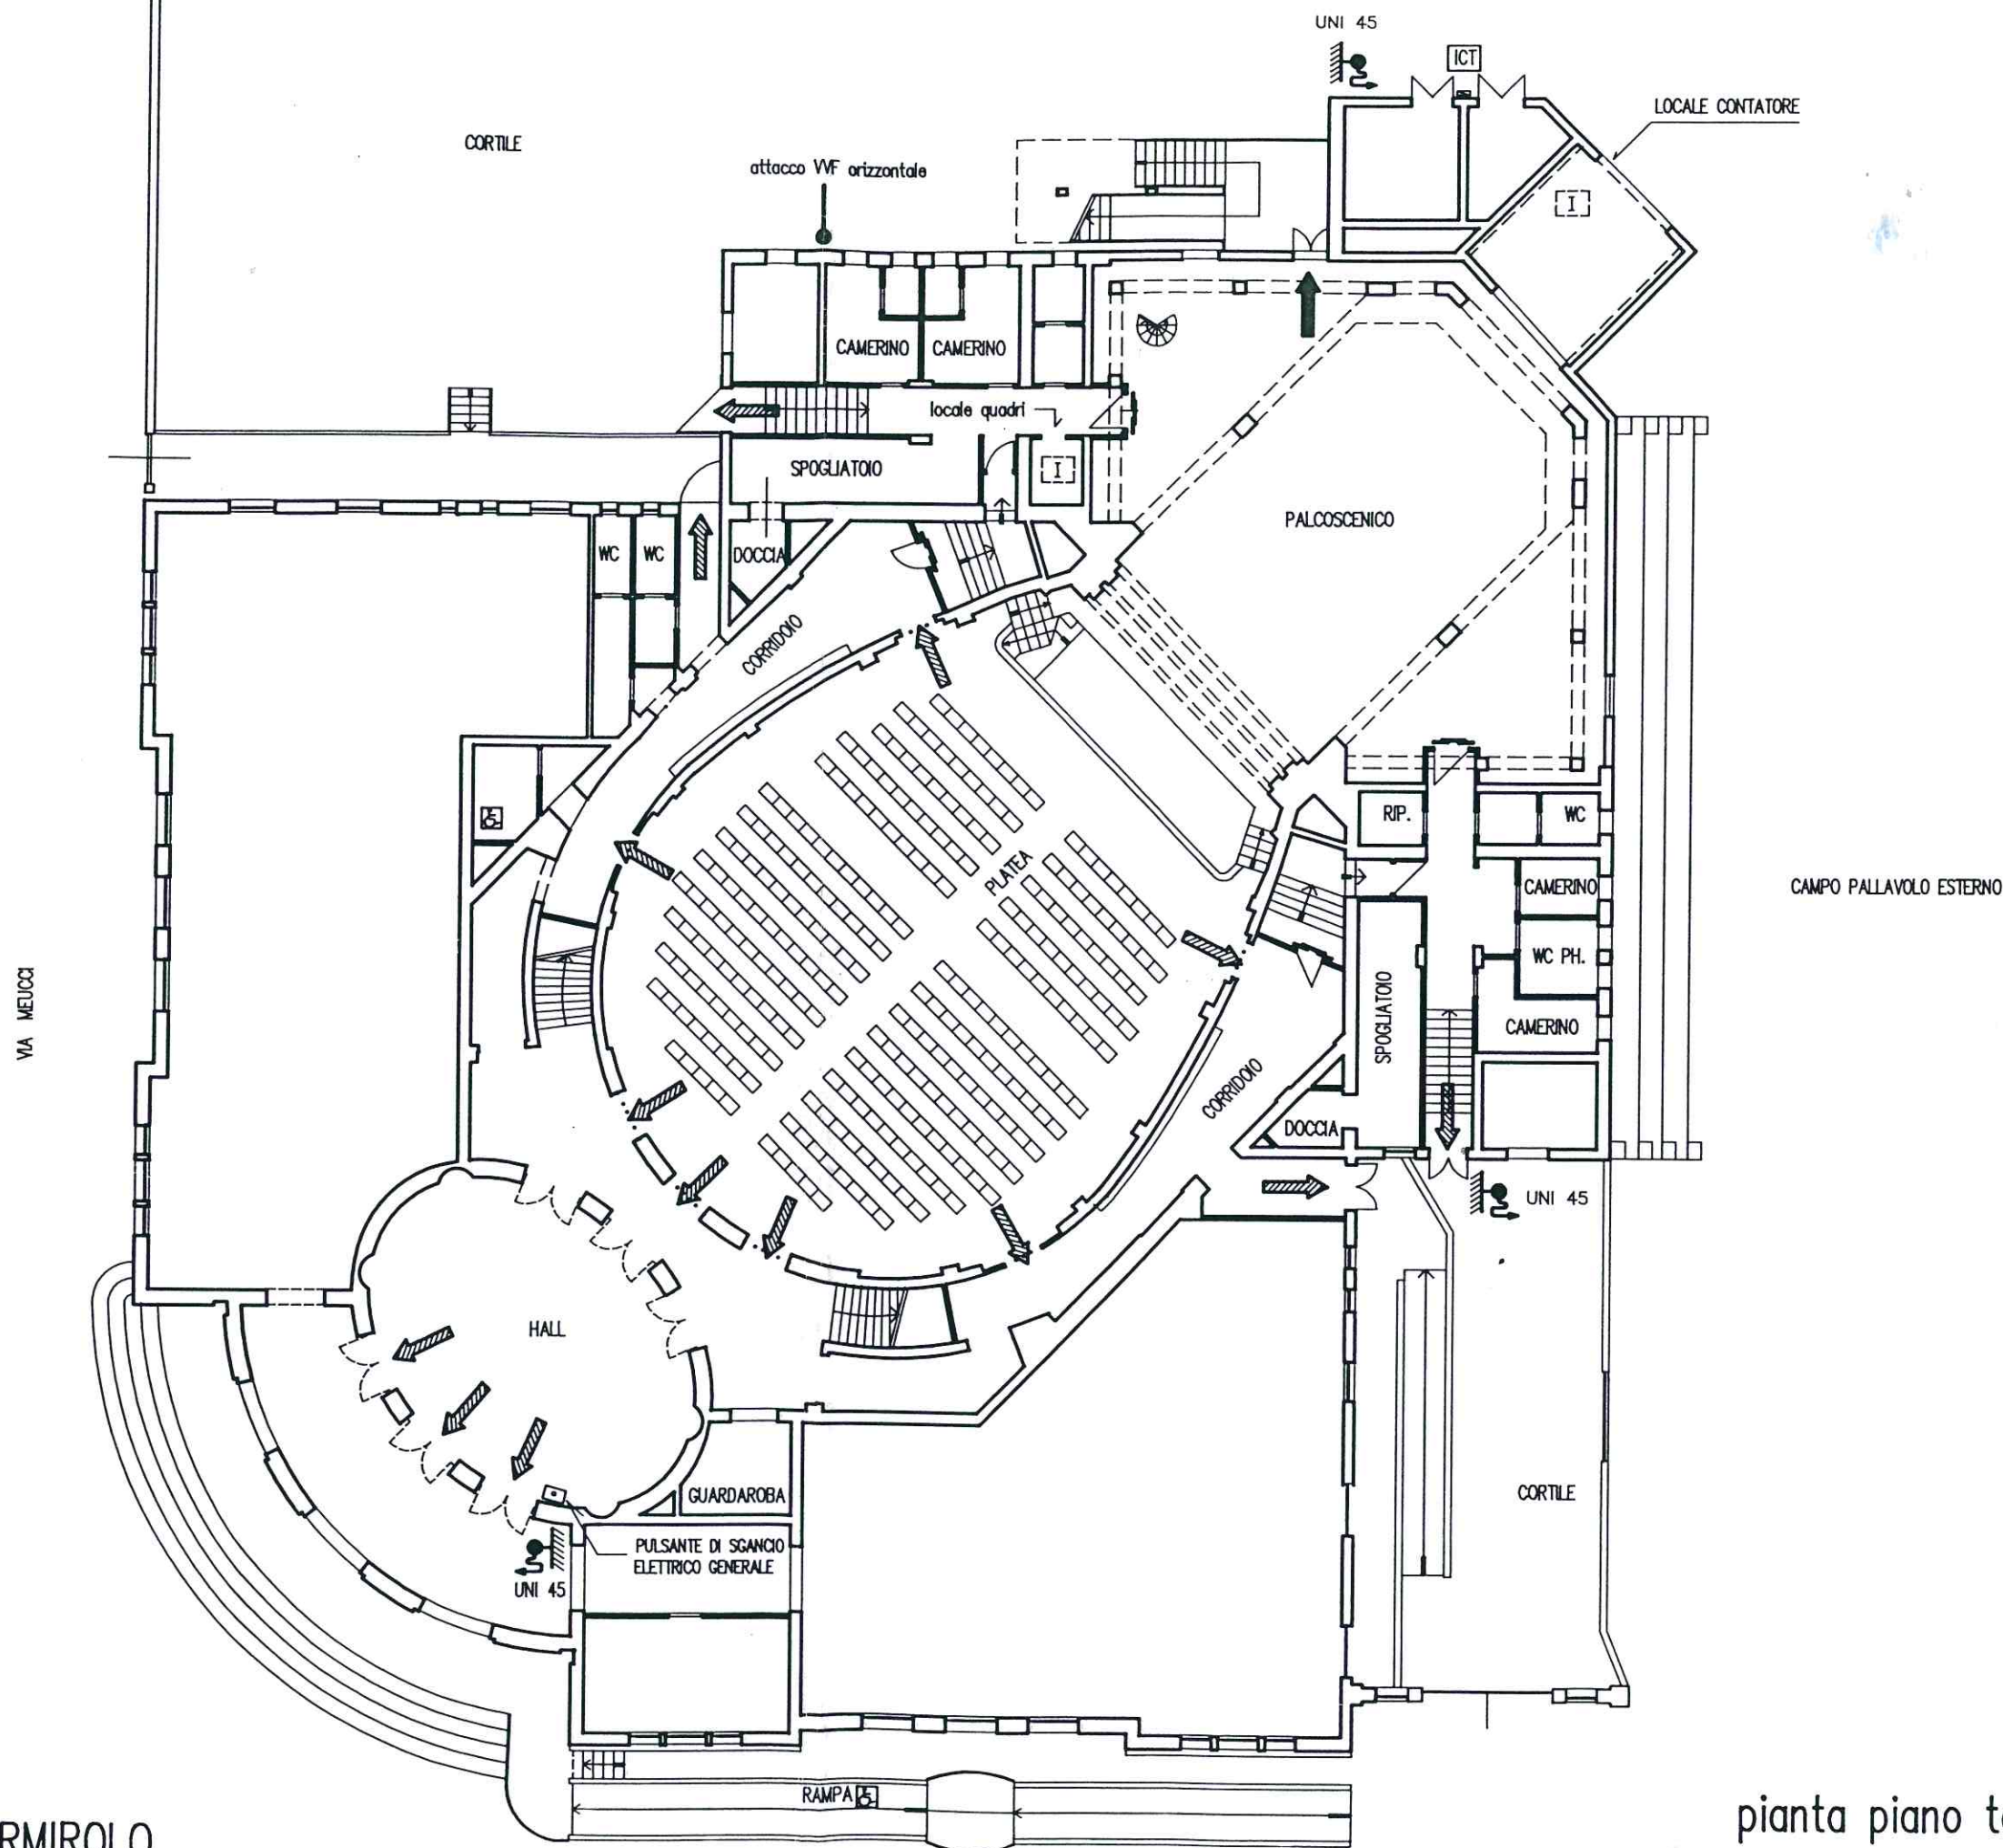 UNI 45
ICT
LOCALE CONTATORE
CORTILE
attacco VVF orizzontale
I
CAMERINO
CAMERINO
locale quadri
SPOGLIATOIO
I
PALCOSCENICO
WC
WC
DOCCIA
CORRIDOIO
RIP.
WC
PLATEA
CAMERINO
CAMPO PALLAVOLO ESTERNO
WC PH.
VIA MEUCCI
SPOGLIATOIO
CAMERINO
CORRIDOIO
DOCCIA
UNI 45
HALL
GUARDAROBA
CORTILE
PULSANTE DI SGANCIO
ELETTRICO GENERALE
UNI 45
RAMPA
pianta piano t
RMIROLO